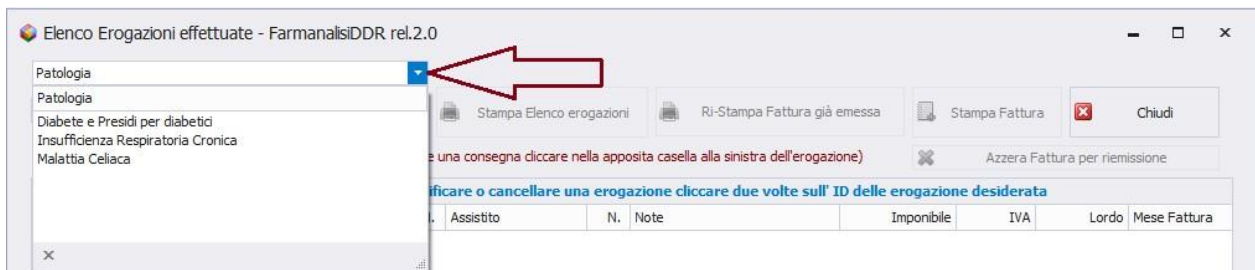 Elenco Erogazioni effettuate - FarmanalisiDDR rel.2.0
Patologia
Patologia
Diabete e Presidi per diabetici
Insufficienza Respiratoria Cronica
Malattia Celiaca
Stampa Elenco erogazioni
Ri-Stampa Fattura già emessa
Stampa Fattura
Chiudi
una consegna cliccare nella apposita casella alla sinistra dell'erogazione)
Azzera Fattura per riemissione
ificare o cancellare una erogazione cliccare due volte sull' ID delle erogazione desiderata
Assistito N. Note Imponibile IVA Lordo Mese Fattura